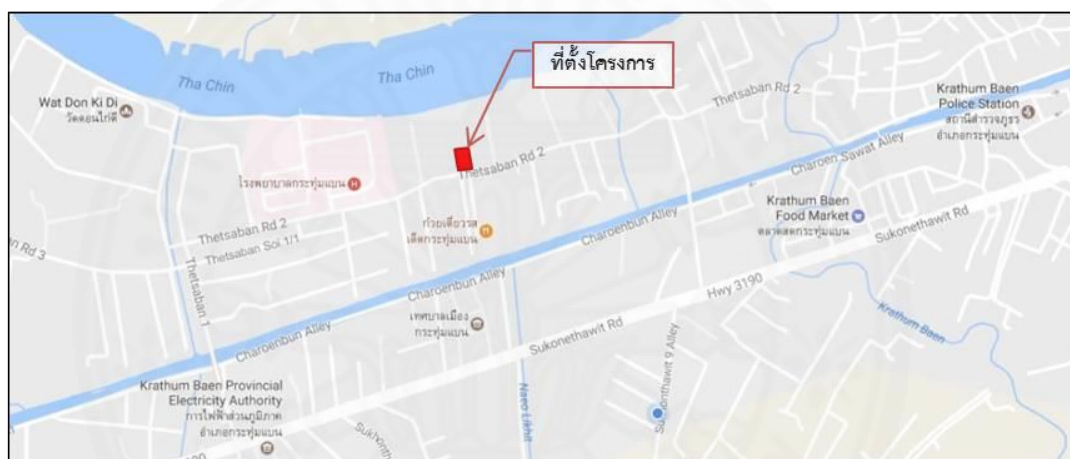 ที่ตั้งโครงการ
Tha Chin
Tha Chin
Wat Don Ki Di
วัดดอนไก่ดี
Thetsaban Rd 2
Krathum Baen
Police Station
สถานีตำรวจภูธร
อำเภอกระทุ่มแบน
Thetsaban Rd 2
Charoen Sawat Alley
โรงพยาบาลกระทุ่มแบน
Krathum Baen
Food Market
ตลาดสดกระทุ่มแบน
Sukonethawit Rd
ก๋วยเตี๋ยวรส
เด็ดกระทุ่มแบน
Charoenbun Alley
Thetsaban Rd 2
Thetsaban Soi 1/1
an Rd 3
Thetsaban 1
Charoenbun Alley
Hwy 3190
Krathum Baen
เทศบาลเมือง
กระทุ่มแบน
Charoenbun Alley
Sukonethawit Rd
Sukhonthawit 9 Alley
Naeo Likhit
Krathum Baen Provincial
Electricity Authority
การไฟฟ้าส่วนภูมิภาค
อำเภอกระทุ่มแบน